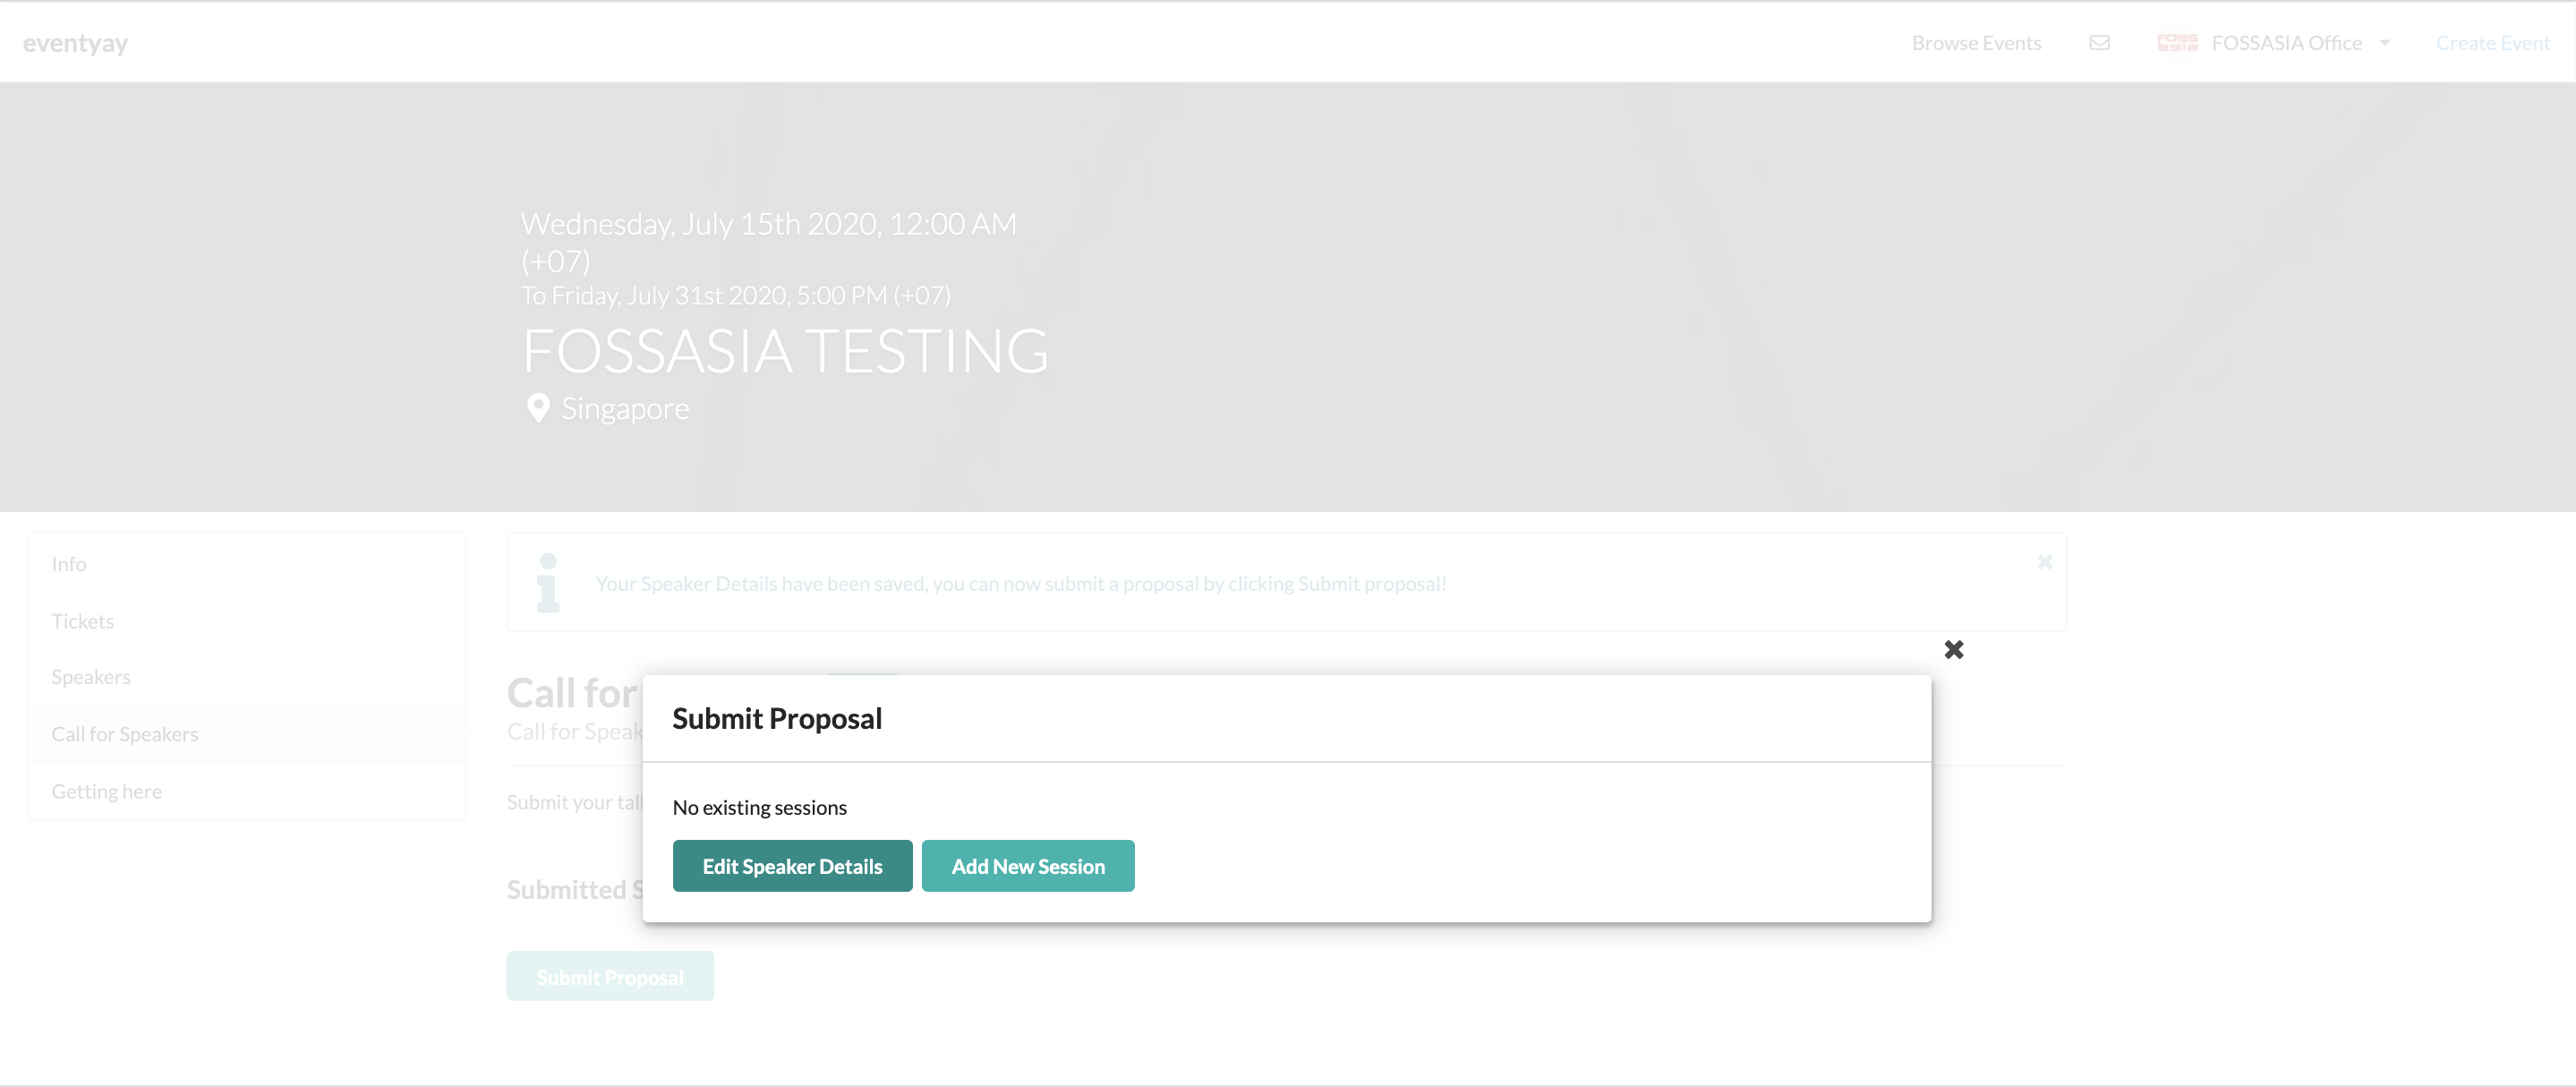 eventyay
Browse Events
FOSSASIA Office
Create Event
Wednesday, July 15th 2020, 12:00 AM
(+07)
To Friday, July 31st 2020, 5:00 PM (+07)
FOSSASIA TESTING
Singapore
Info
Tickets
Speakers
Call for Speakers
Getting here
Your Speaker Details have been saved, you can now submit a proposal by clicking Submit proposal!
Call for
Call for Speak
Submit your tal
Submitted S
Submit Proposal
No existing sessions
Edit Speaker Details
Add New Session
Submit Proposal